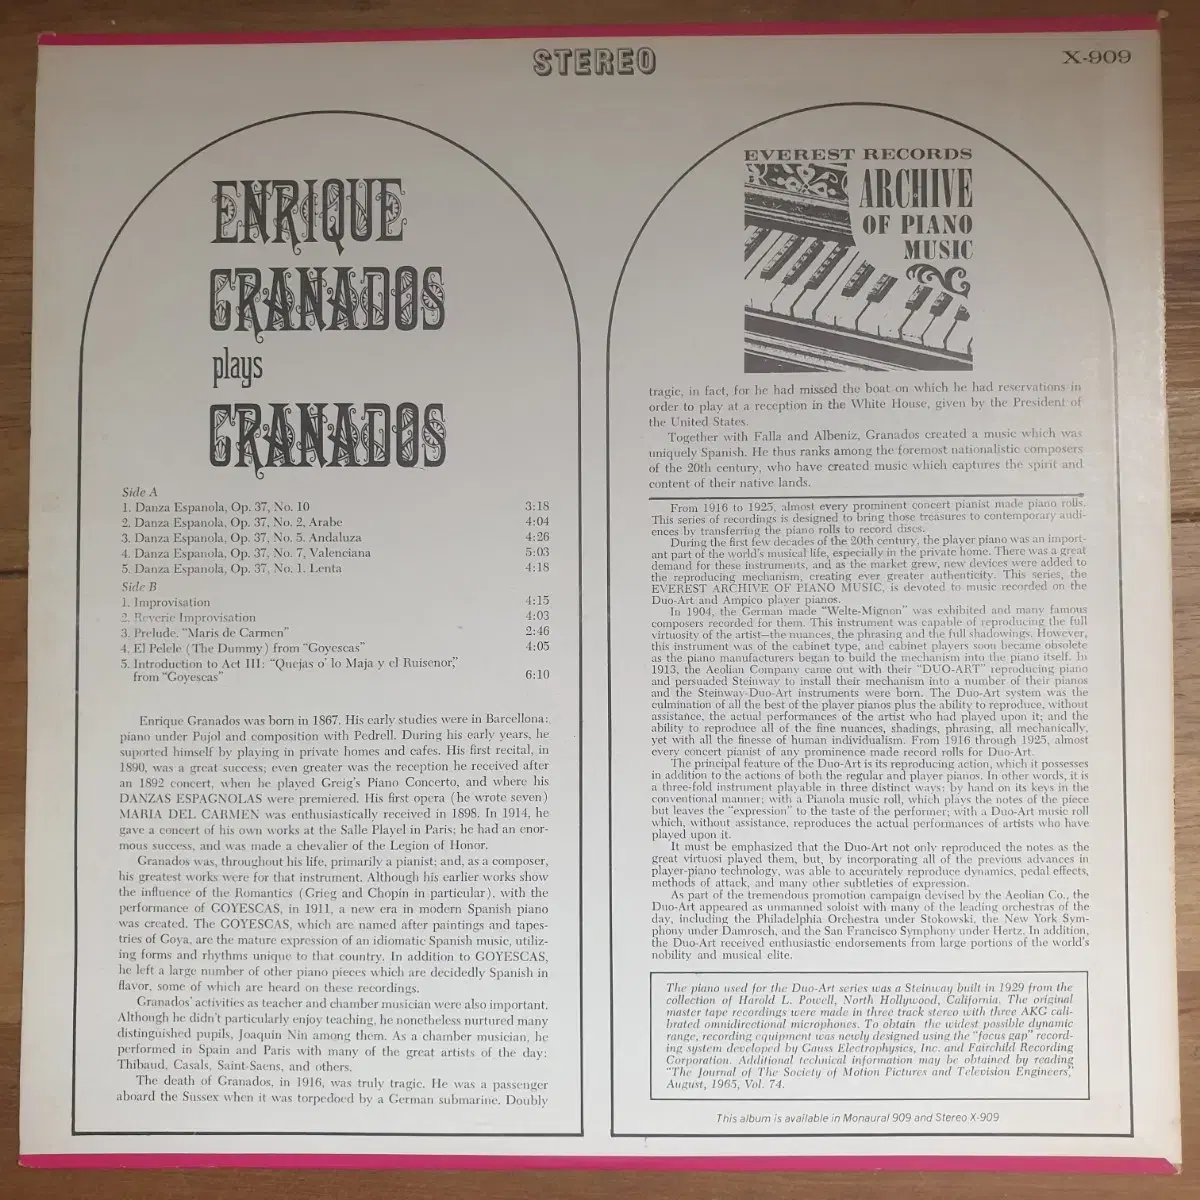 STEREO
X-909
ENRIQUE
GRANADOS
plays
GRANADOS
Side A
1. Danza Espanola, Op. 37, No. 10 3:18
2. Danza Espanola, Op. 37, No. 2, Arabe 4:04
3. Danza Espanola, Op. 37, No. 5. Andaluza 4:26
4. Danza Espanola, Op. 37, No. 7, Valenciana 5:03
5. Danza Espanola, Op. 37, No. 1. Lenta 4:18
Side B
1. Improvisation 4:15
2. Reverie Improvisation 4:03
3. Prelude, "Maris de Carmen" 2:46
4. El Pelele (The Dummy) from "Goyescas" 4:05
5. Introduction to Act III: "Quejas o' lo Maja y el Ruisenor,"
from "Goyescas" 6:10
Enrique Granados was born in 1867. His early studies were in Barcellona:
piano under Pujol and composition with Pedrell. During his early years, he
suported himself by playing in private homes and cafes. His first recital, in
1890, was a great success; even greater was the reception he received after
an 1892 concert, when he played Greig's Piano Concerto, and where his
DANZAS ESPAGNOLAS were premiered. His first opera (he wrote seven)
MARIA DEL CARMEN was enthusiastically received in 1898. In 1914, he
gave a concert of his own works at the Salle Playel in Paris; he had an enor-
mous success, and was made a chevalier of the Legion of Honor.
Granados was, throughout his life, primarily a pianist; and, as a composer,
his greatest works were for that instrument. Although his earlier works show
the influence of the Romantics (Grieg and Chopin in particular), with the
performance of GOYESCAS, in 1911, a new era in modern Spanish piano
was created. The GOYESCAS, which are named after paintings and tapes-
tries of Goya, are the mature expression of an idiomatic Spanish music, utiliz-
ing forms and rhythms unique to that country. In addition to GOYESCAS,
he left a large number of other piano pieces which are decidedly Spanish in
flavor, some of which are heard on these recordings.
Granados' activities as teacher and chamber musician were also important.
Although he didn't particularly enjoy teaching, he nonetheless nurtured many
distinguished pupils, Joaquin Nin among them. As a chamber musician, he
performed in Spain and Paris with many of the great artists of the day:
Thibaud, Casals, Saint-Saens, and others.
The death of Granados, in 1916, was truly tragic. He was a passenger
aboard the Sussex when it was torpedoed by a German submarine. Doubly
EVEREST RECORDS
ARCHIVE
OF PIANO
MUSIC
tragic, in fact, for he had missed the boat on which he had reservations in
order to play at a reception in the White House, given by the President of
the United States.
Together with Falla and Albeniz, Granados created a music which was
uniquely Spanish. He thus ranks among the foremost nationalistic composers
of the 20th century, who have created music which captures the spirit and
content of their native lands.
From 1916 to 1925, almost every prominent concert pianist made piano rolls.
This series of recordings is designed to bring those treasures to contemporary audi-
ences by transferring the piano rolls to record discs.
During the first few decades of the 20th century, the player piano was an import-
ant part of the world's musical life, especially in the private home. There was a great
demand for these instruments, and as the market grew, new devices were added to
the reproducing mechanism, creating ever greater authenticity. This series, the
EVEREST ARCHIVE OF PIANO MUSIC, is devoted to music recorded on the
Duo-Art and Ampico player pianos.
In 1904, the German made "Welte-Mignon" was exhibited and many famous
composers recorded for them. This instrument was capable of reproducing the full
virtuosity of the artist—the nuances, the phrasing and the full shadowings. However,
this instrument was of the cabinet type, and cabinet players soon became obsolete
as the piano manufacturers began to build the mechanism into the piano itself. In
1913, the Aeolian Company came out with their "DUO-ART" reproducing piano
and persuaded Steinway to install their mechanism into a number of their pianos
and the Steinway-Duo-Art instruments were born. The Duo-Art system was the
culmination of all the best of the player pianos plus the ability to reproduce, without
assistance, the actual performances of the artist who had played upon it; and the
ability to reproduce all of the fine nuances, shadings, phrasing, all mechanically,
yet with all the finesse of human individualism. From 1916 through 1925, almost
every concert pianist of any prominence made record rolls for Duo-Art.
The principal feature of the Duo-Art is its reproducing action, which it possesses
in addition to the actions of both the regular and player pianos. In other words, it is
a three-fold instrument playable in three distinct ways: by hand on its keys in the
conventional manner; with a Pianola music roll, which plays the notes of the piece
but leaves the "expression" to the taste of the performer; with a Duo-Art music roll
which, without assistance, reproduces the actual performances of artists who have
played upon it.
It must be emphasized that the Duo-Art not only reproduced the notes as the
great virtuosi played them, but, by incorporating all of the previous advances in
player-piano technology, was able to accurately reproduce dynamics, pedal effects,
methods of attack, and many other subtleties of expression.
As part of the tremendous promotion campaign devised by the Aeolian Co., the
Duo-Art appeared as unmanned soloist with many of the leading orchestras of the
day, including the Philadelphia Orchestra under Stokowski, the New York Sym-
phony under Damrosch, and the San Francisco Symphony under Hertz. In addition,
the Duo-Art received enthusiastic endorsements from large portions of the world's
nobility and musical elite.
The piano used for the Duo-Art series was a Steinway built in 1929 from the
collection of Harold L. Powell, North Hollywood, California. The original
master tape recordings were made in three track stereo with three AKG cali-
brated omnidirectional microphones. To obtain the widest possible dynamic
range, recording equipment was newly designed using the "focus gap" record-
ing system developed by Gauss Electrophysics, Inc. and Fairchild Recording
Corporation. Additional technical information may be obtained by reading
"The Journal of The Society of Motion Pictures and Television Engineers,"
August, 1965, Vol. 74.
This album is available in Monaural 909 and Stereo X-909